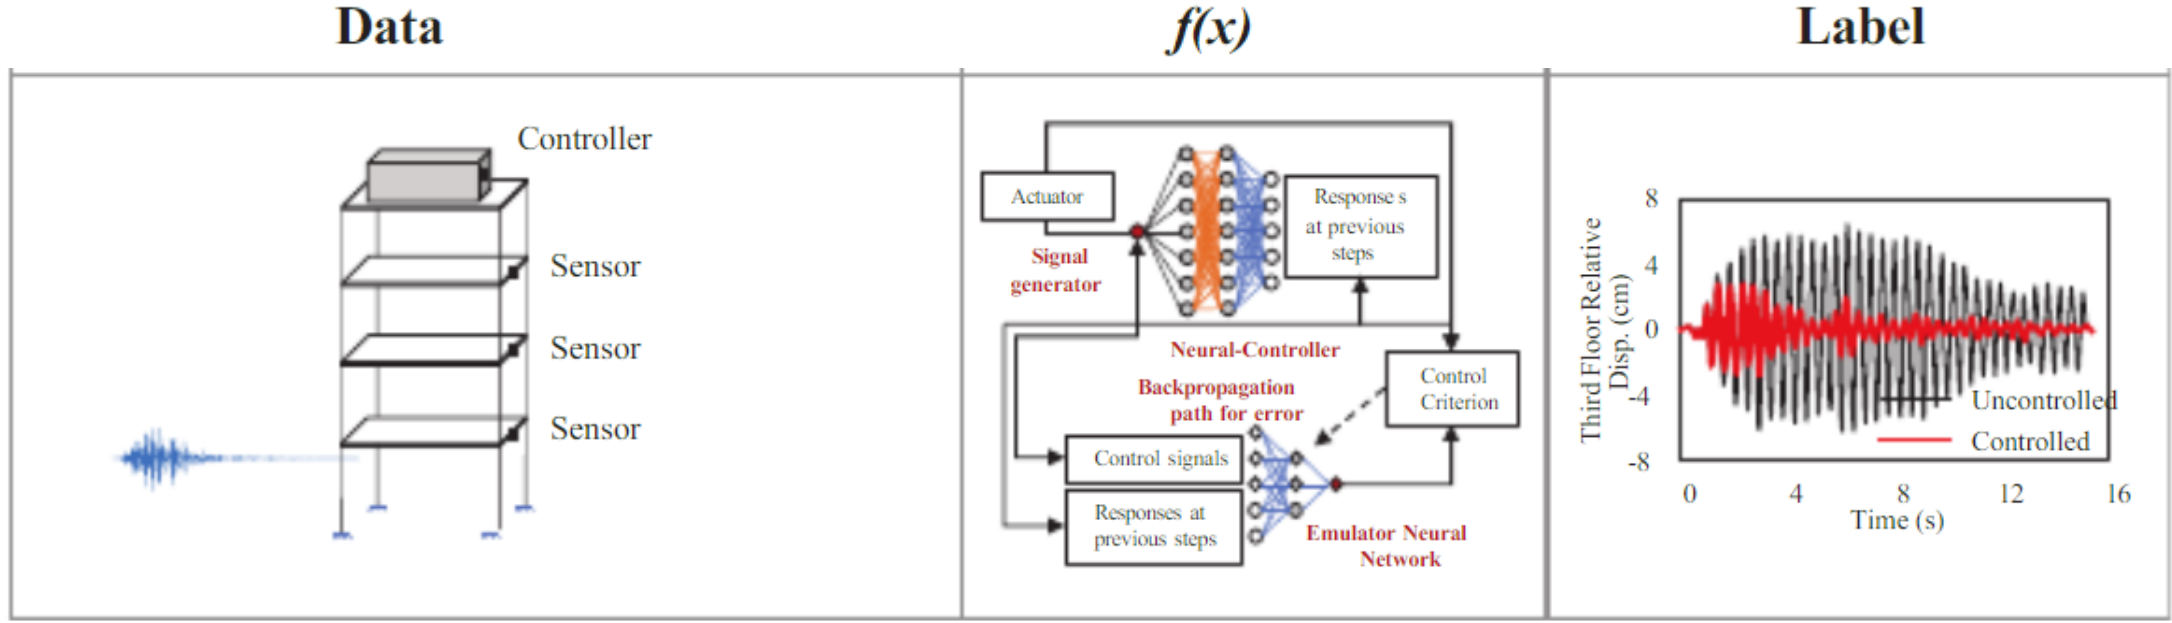 Data
f(x)
Label
Controller
Sensor
Sensor
Sensor
Actuator
Signal
generator
Response s
at previous
steps
Neural-Controller
Backpropagation
path for error
Control
Criterion
Control signals
Responses at
previous steps
Emulator Neural
Network
Third Floor Relative
Disp. (cm)
8
4
0
-4
-8
Uncontrolled
Controlled
0 4 8 12 16
Time (s)